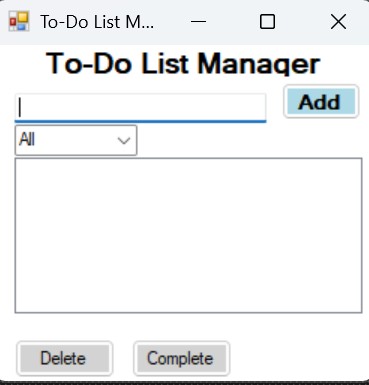 To-Do List M...
To-Do List Manager
Add
All
Delete
Complete